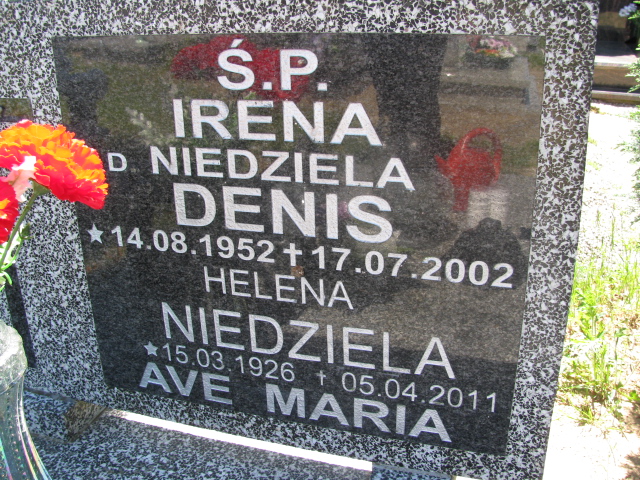 Ś.P.
IRENA
D NIEDZIELA
DENIS
★14.08.1952 ✝ 17.07.2002
HELENA
NIEDZIELA
★15.03.1926 ✝ 05.04.2011
AVE MARIA